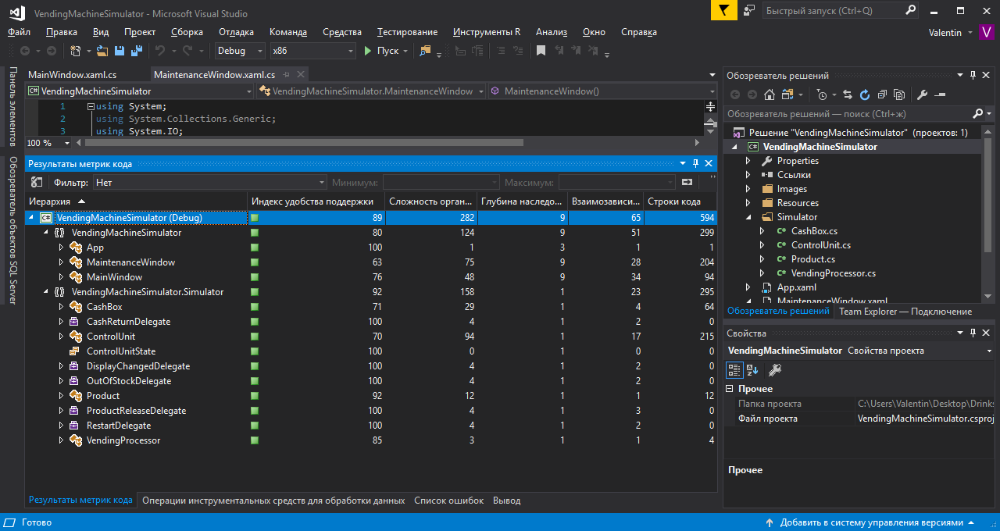 VendingMachineSimulator - Microsoft Visual Studio
Быстрый запуск (Ctrl+Q)
Файл Правка Вид Проект Сборка Отладка Команда Средства Тестирование Инструменты R Анализ Окно Справка
Valentin V
Debug x86 Пуск
Панель элементов
Обозреватель объектов SQL Server
MainWindow.xaml.cs MaintenanceWindow.xaml.cs
C# VendingMachineSimulator VendingMachineSimulator.MaintenanceWindow MaintenanceWindow()
1 using System;
2 using System.Collections.Generic;
3 using System.IO;
100 %
Результаты метрик кода
Фильтр: Нет Минимум: Максимум:
Иерархия Индекс удобства поддержки Сложность орган... Глубина наследо... Взаимозависи... Строки кода
C# VendingMachineSimulator (Debug) 89 282 9 65 594
{} VendingMachineSimulator 80 124 9 51 299
App 100 1 3 1 1
MaintenanceWindow 63 75 9 28 204
MainWindow 76 48 9 34 94
{} VendingMachineSimulator.Simulator 92 158 1 23 295
CashBox 71 29 1 4 64
CashReturnDelegate 100 4 1 2 0
ControlUnit 70 94 1 17 215
ControlUnitState 100 0 1 0 0
DisplayChangedDelegate 100 4 1 2 0
OutOfStockDelegate 100 4 1 2 0
Product 92 12 1 1 12
ProductReleaseDelegate 100 4 1 3 0
RestartDelegate 100 4 1 2 0
VendingProcessor 85 3 1 1 4
Результаты метрик кода Операции инструментальных средств для обработки данных Список ошибок Вывод
Обозреватель решений
Обозреватель решений — поиск (Ctrl+ж)
Решение "VendingMachineSimulator" (проектов: 1)
C# VendingMachineSimulator
Properties
Ссылки
Images
Resources
Simulator
C# CashBox.cs
C# ControlUnit.cs
C# Product.cs
C# VendingProcessor.cs
App.xaml
MaintenanceWindow.xaml
Обозреватель решений Team Explorer — Подключение
Свойства
VendingMachineSimulator Свойства проекта
Прочее
Папка проекта C:\Users\Valentin\Desktop\Drinks
Файл проекта VendingMachineSimulator.csproj
Прочее
Готово
Добавить в систему управления версиями